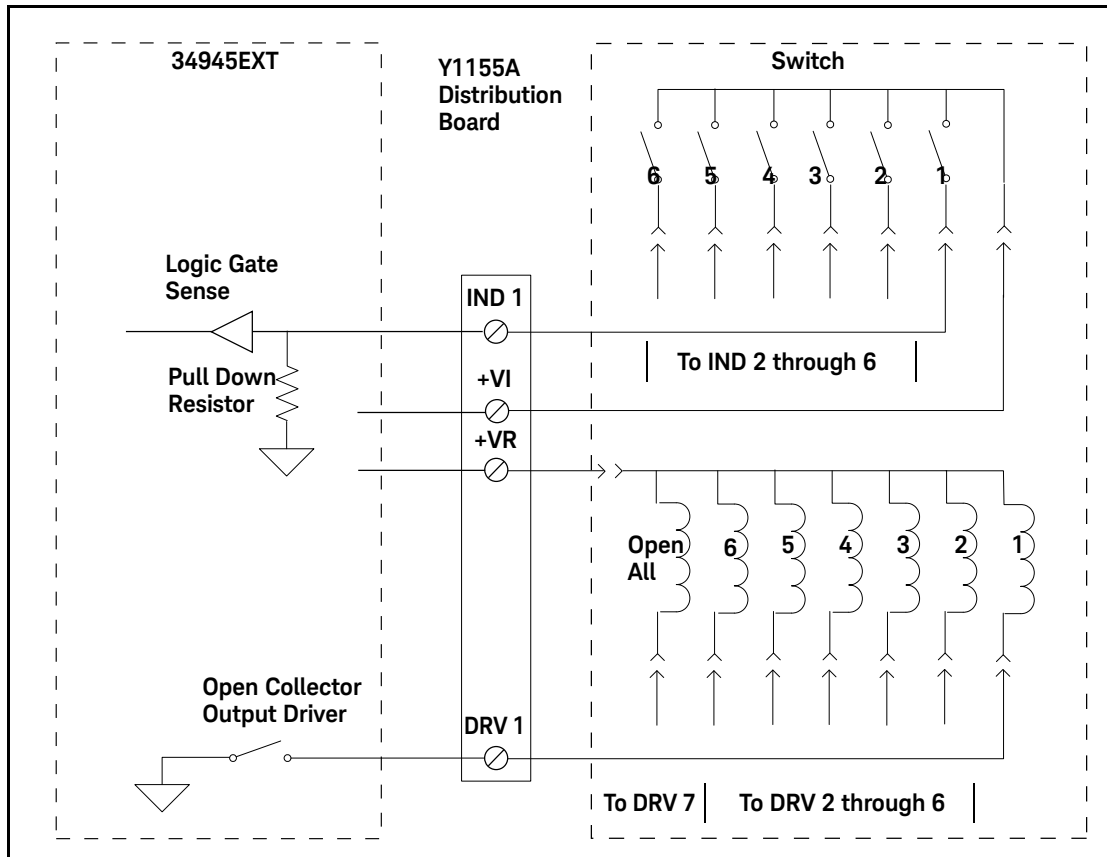 34945EXT
Y1155A
Distribution
Board
Switch
6 5 4 3 2 1
Logic Gate
Sense
IND 1
Pull Down
Resistor
To IND 2 through 6
+VI
+VR
Open
All
6 5 4 3 2 1
Open Collector
Output Driver
DRV 1
To DRV 7
To DRV 2 through 6